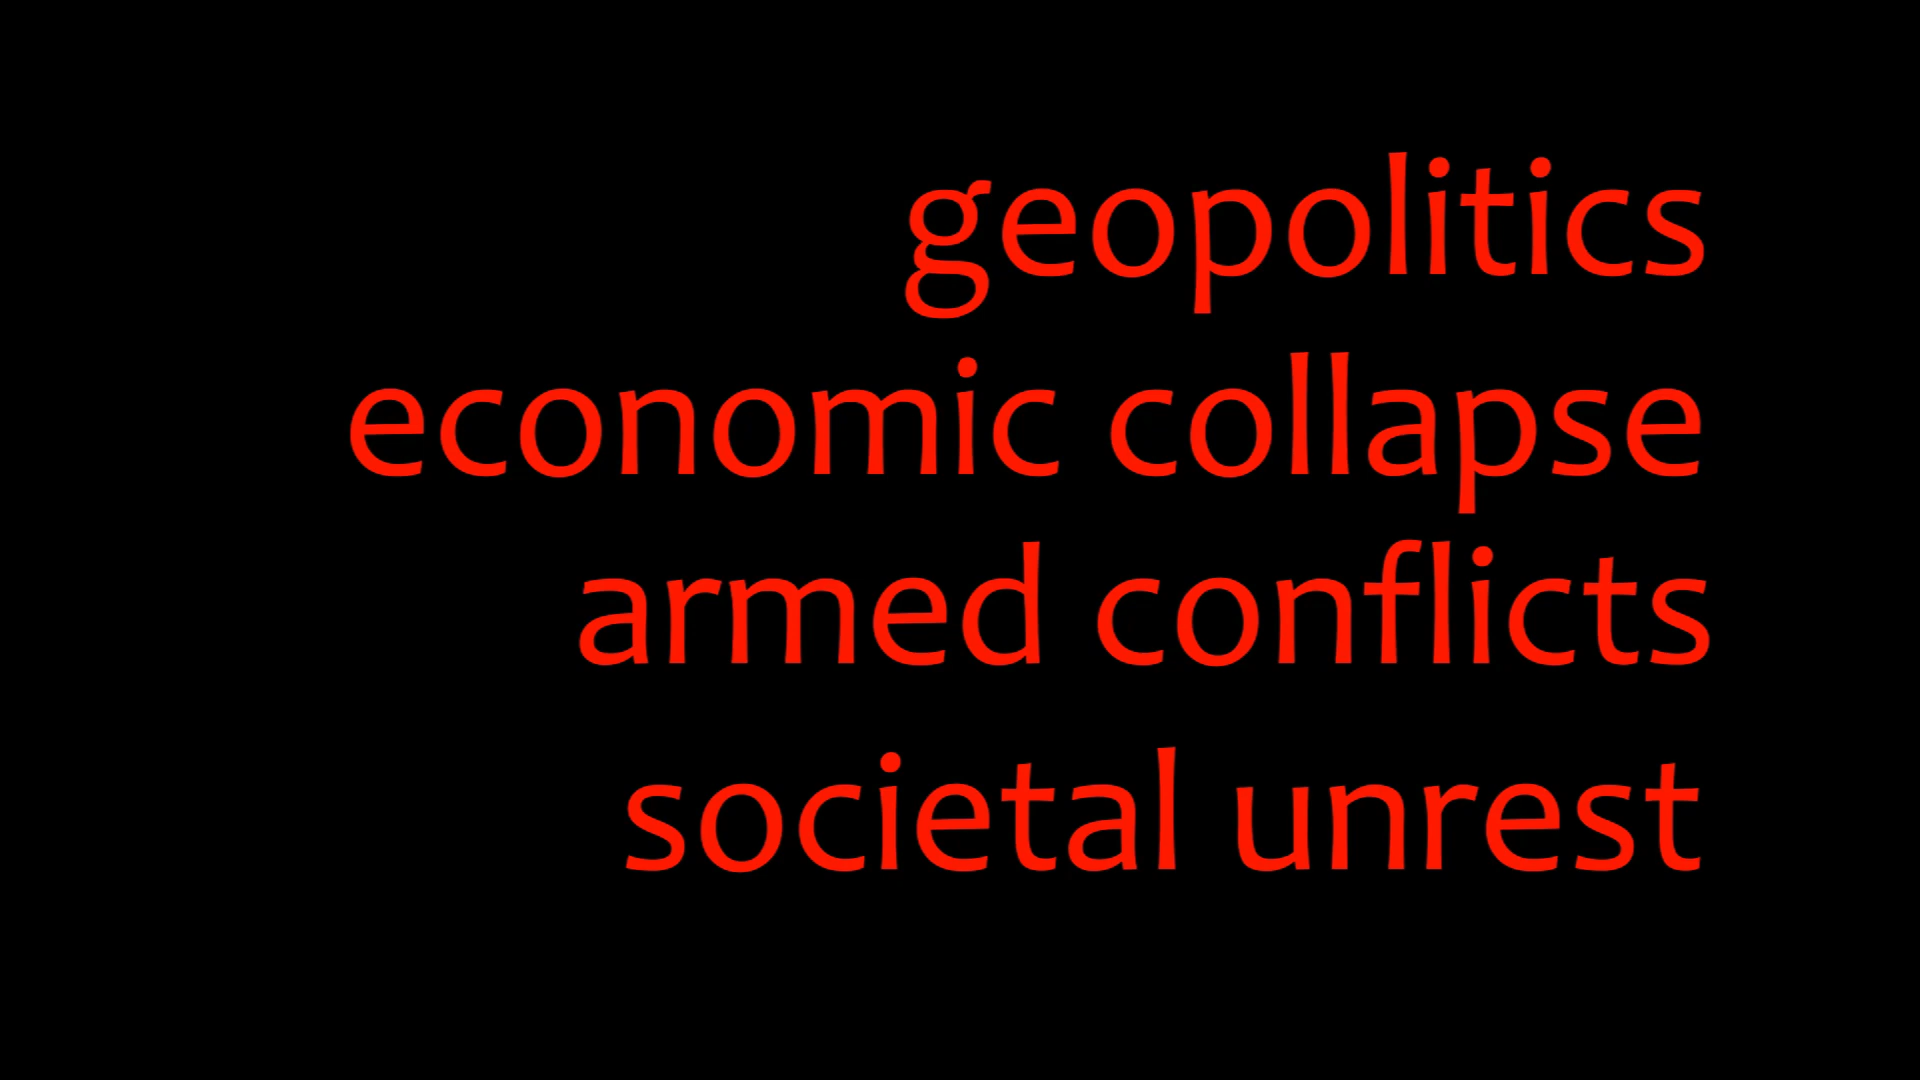 geopolitics
economic collapse
armed conflicts
societal unrest